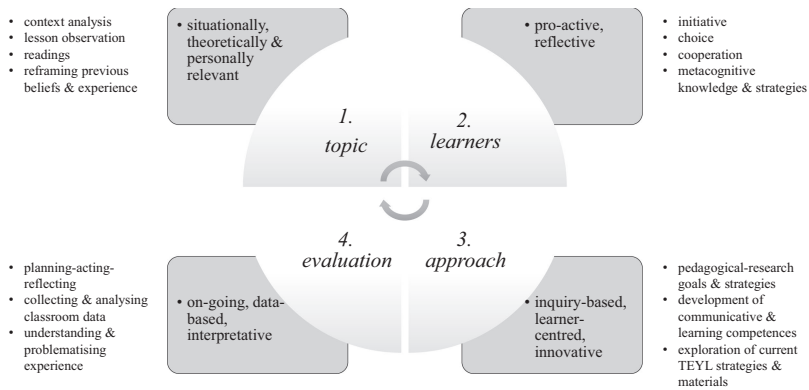 • context analysis
• lesson observation
• readings
• reframing previous
beliefs & experience
• situationally,
theoretically &
personally
relevant
• pro-active,
reflective
• initiative
• choice
• cooperation
• metacognitive
knowledge & strategies
1.
topic
2.
learners
4.
evaluation
3.
approach
• planning-acting-
reflecting
• collecting & analysing
classroom data
• understanding &
problematising
experience
• on-going, data-
based,
interpretative
• inquiry-based,
learner-
centred,
innovative
• pedagogical-research
goals & strategies
• development of
communicative &
learning competences
• exploration of current
TEYL strategies &
materials